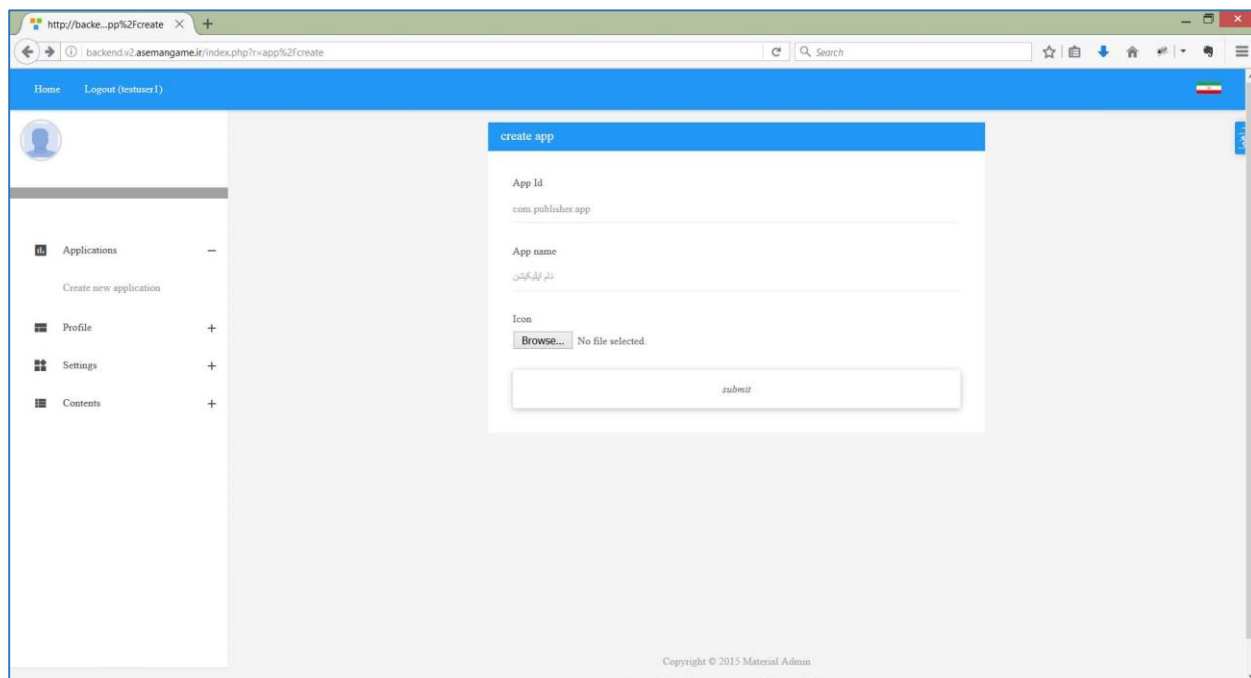 http://backe...pp%2Fcreate
backend.v2.asemangame.ir/index.php?r=app%2Fcreate
Search
Home Logout (testuser1)
create app
App Id
com.publisher.app
App name
نام اپلیکیشن
Icon
Browse... No file selected.
submit
Applications
Create new application
Profile
Settings
Contents
Copyright © 2015 Material Admin